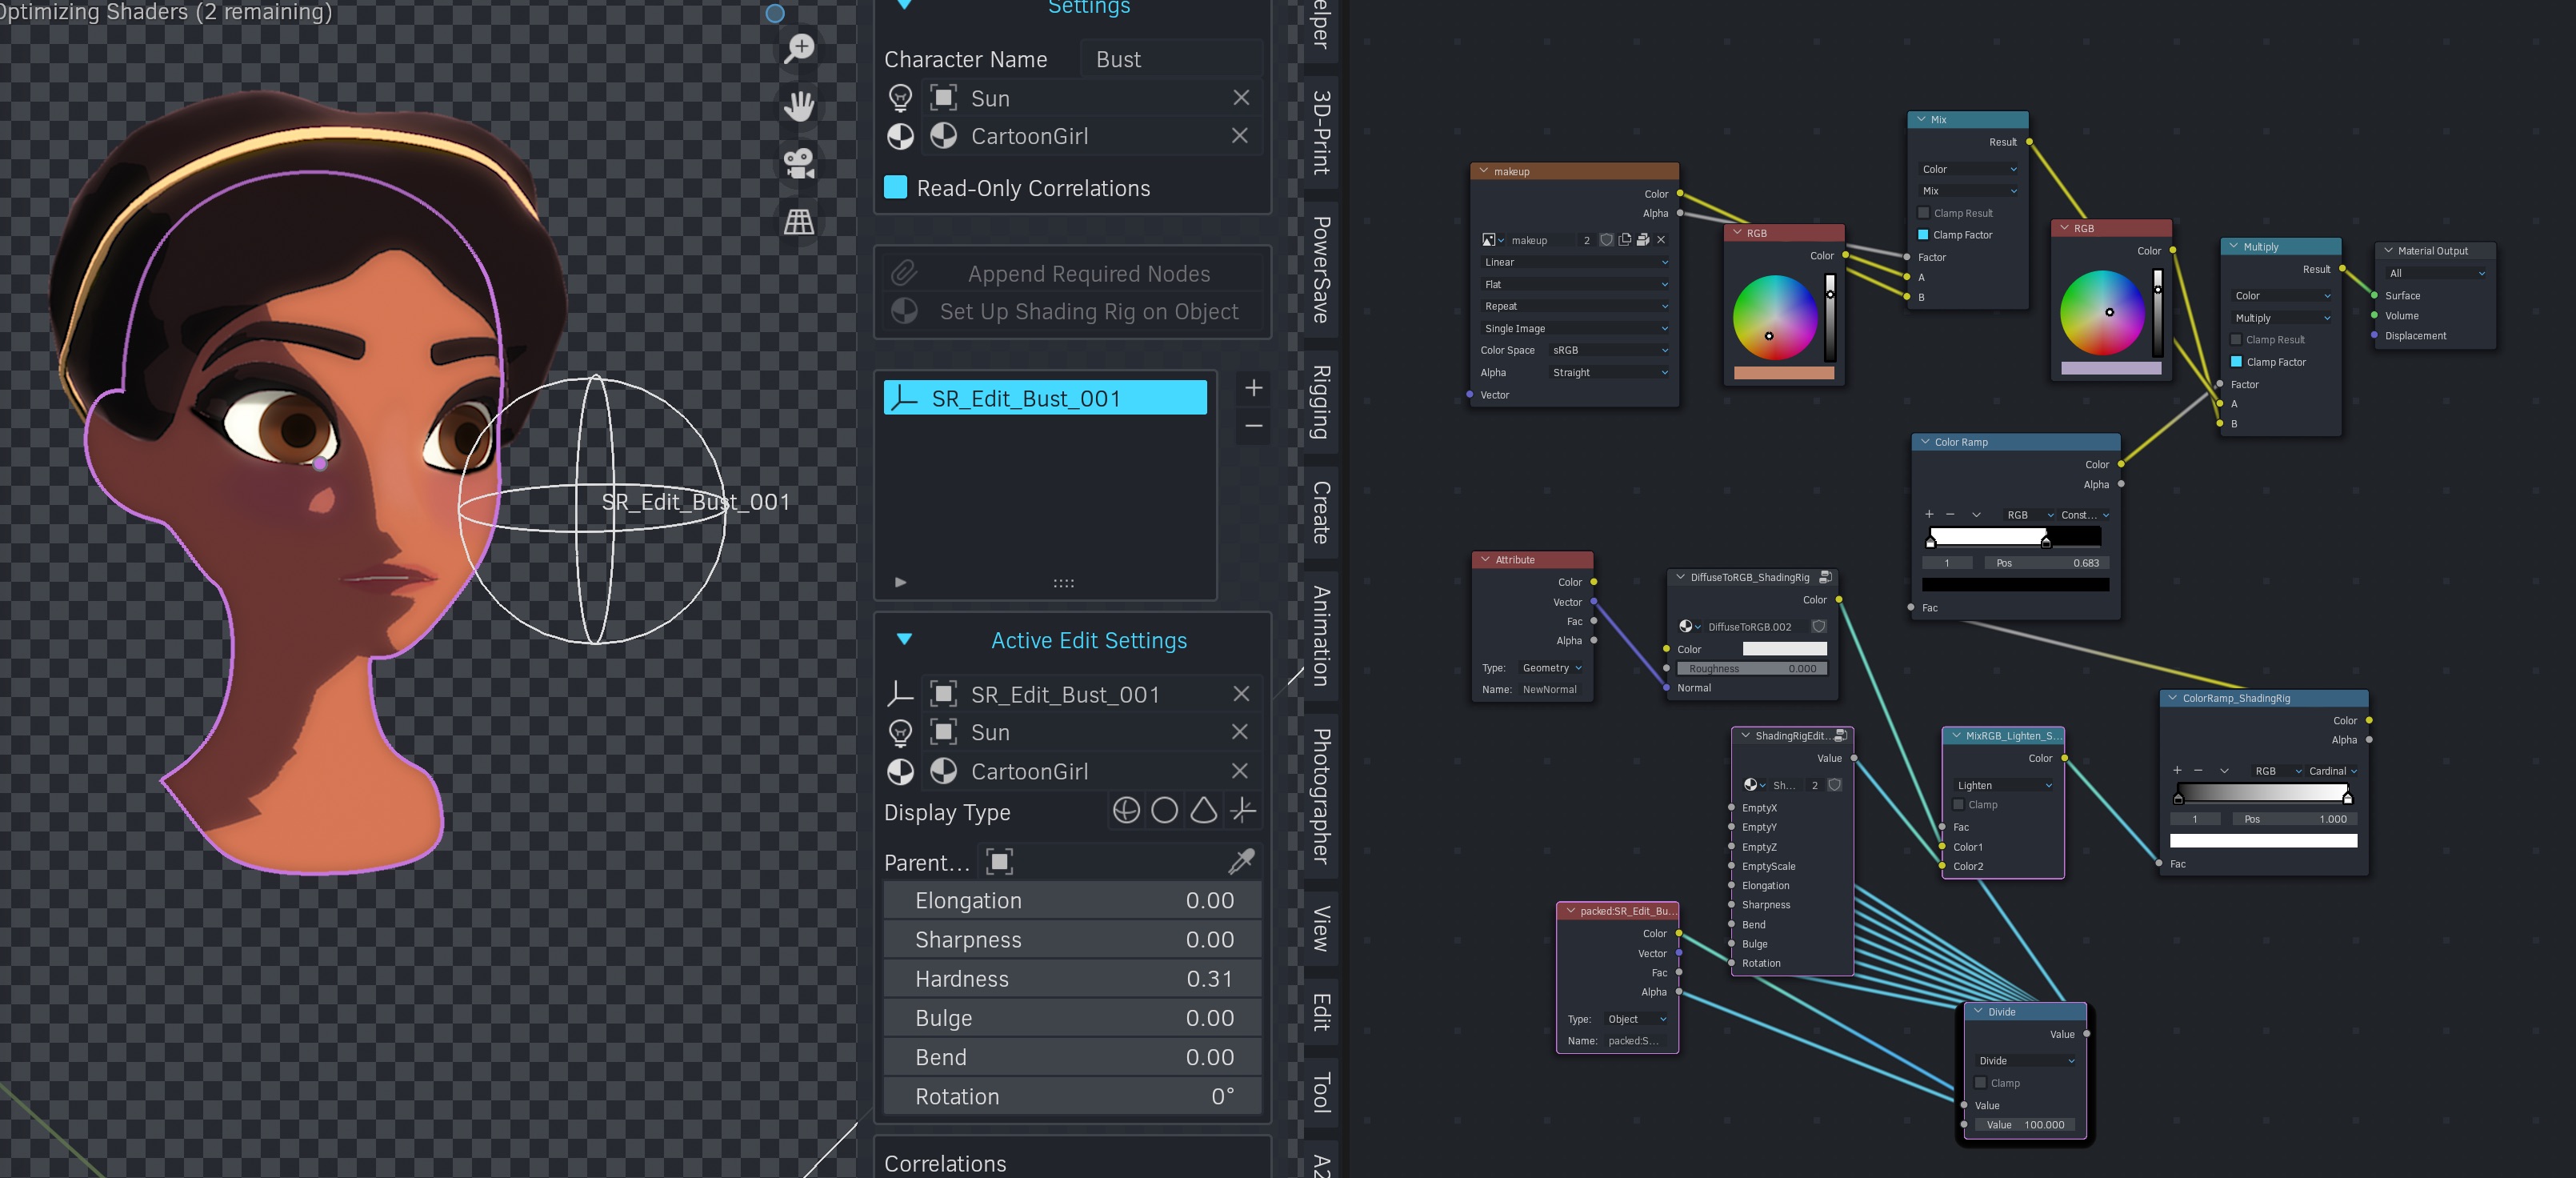 Optimizing Shaders (2 remaining)
SR_Edit_Bust_001
Settings
Character Name
Bust
Sun
CartoonGirl
Read-Only Correlations
Append Required Nodes
Set Up Shading Rig on Object
SR_Edit_Bust_001
Active Edit Settings
SR_Edit_Bust_001
Sun
CartoonGirl
Display Type
Parent...
Elongation 0.00
Sharpness 0.00
Hardness 0.31
Bulge 0.00
Bend 0.00
Rotation 0°
Correlations
elper
3D-Print
PowerSave
Rigging
Create
Animation
Photographer
View
Edit
Tool
A2
makeup
Color
Alpha
makeup 2
Linear
Flat
Repeat
Single Image
Color Space sRGB
Alpha Straight
Vector
RGB
Color
Mix
Result
Color
Mix
Clamp Result
Clamp Factor
Factor
A
B
RGB
Color
Multiply
Result
Color
Multiply
Clamp Result
Clamp Factor
Factor
A
B
Material Output
All
Surface
Volume
Displacement
Color Ramp
Color
Alpha
RGB Const...
1 Pos 0.683
Fac
Attribute
Color
Vector
Fac
Alpha
Type: Geometry
Name: NewNormal
DiffuseToRGB_ShadingRig
Color
DiffuseToRGB.002
Color
Roughness 0.000
Normal
ShadingRigEdit...
Value
Sh... 2
EmptyX
EmptyY
EmptyZ
EmptyScale
Elongation
Sharpness
Bend
Bulge
Rotation
MixRGB_Lighten_S...
Color
Lighten
Clamp
Fac
Color1
Color2
ColorRamp_ShadingRig
Color
Alpha
RGB Cardinal
1 Pos 1.000
Fac
packed:SR_Edit_Bu...
Color
Vector
Fac
Alpha
Type: Object
Name: packed:S...
Divide
Value
Divide
Clamp
Value
Value 100.000